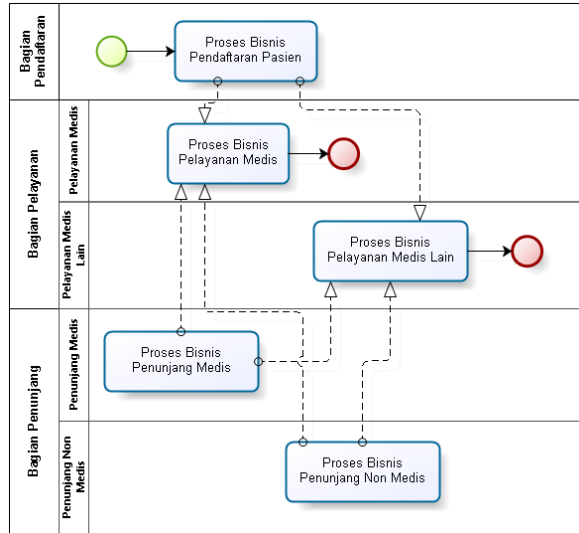 Bagian
Pendaftaran
Proses Bisnis
Pendaftaran Pasien
Bagian Pelayanan
Pelayanan Medis
Proses Bisnis
Pelayanan Medis
Pelayanan Medis
Lain
Proses Bisnis
Pelayanan Medis Lain
Bagian Penunjang
Penunjang Medis
Proses Bisnis
Penunjang Medis
Penunjang Non
Medis
Proses Bisnis
Penunjang Non Medis